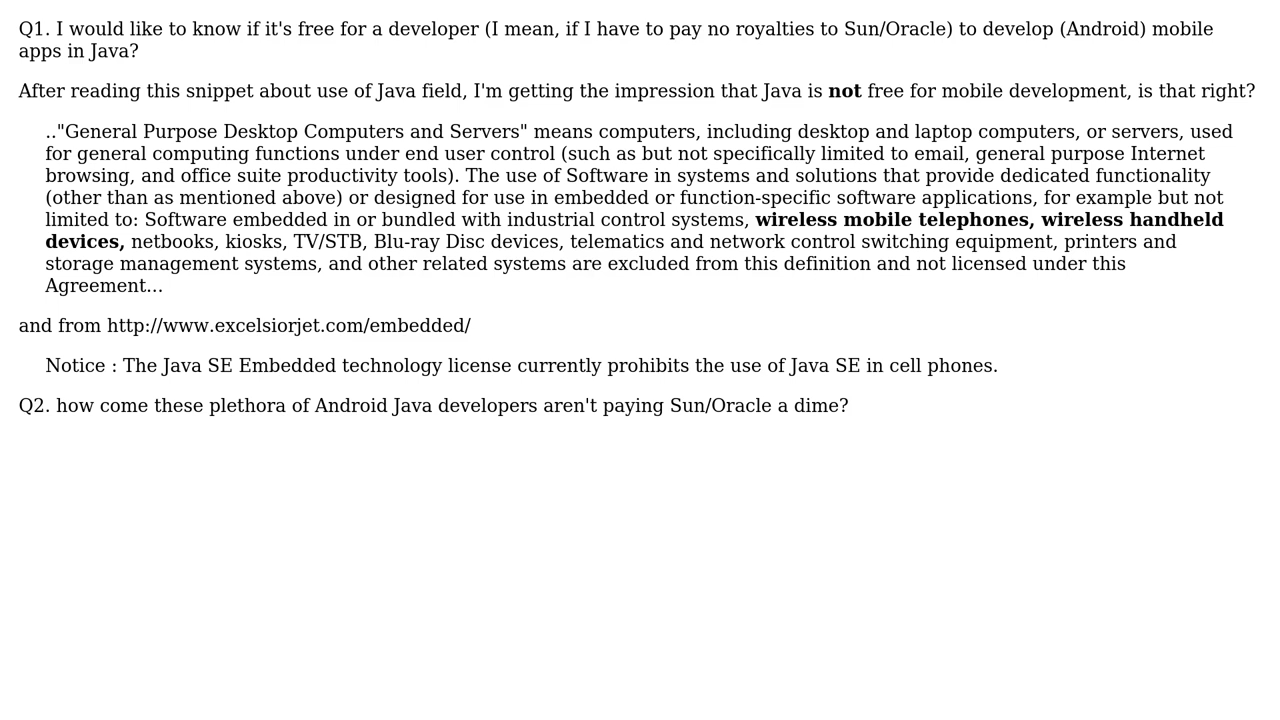 Q1. I would like to know if it's free for a developer (I mean, if I have to pay no royalties to Sun/Oracle) to develop (Android) mobile
apps in Java?
After reading this snippet about use of Java field, I'm getting the impression that Java is not free for mobile development, is that right?
.."General Purpose Desktop Computers and Servers" means computers, including desktop and laptop computers, or servers, used
for general computing functions under end user control (such as but not specifically limited to email, general purpose Internet
browsing, and office suite productivity tools). The use of Software in systems and solutions that provide dedicated functionality
(other than as mentioned above) or designed for use in embedded or function-specific software applications, for example but not
limited to: Software embedded in or bundled with industrial control systems, wireless mobile telephones, wireless handheld
devices, netbooks, kiosks, TV/STB, Blu-ray Disc devices, telematics and network control switching equipment, printers and
storage management systems, and other related systems are excluded from this definition and not licensed under this
Agreement...
and from http://www.excelsiorjet.com/embedded/
Notice : The Java SE Embedded technology license currently prohibits the use of Java SE in cell phones.
Q2. how come these plethora of Android Java developers aren't paying Sun/Oracle a dime?